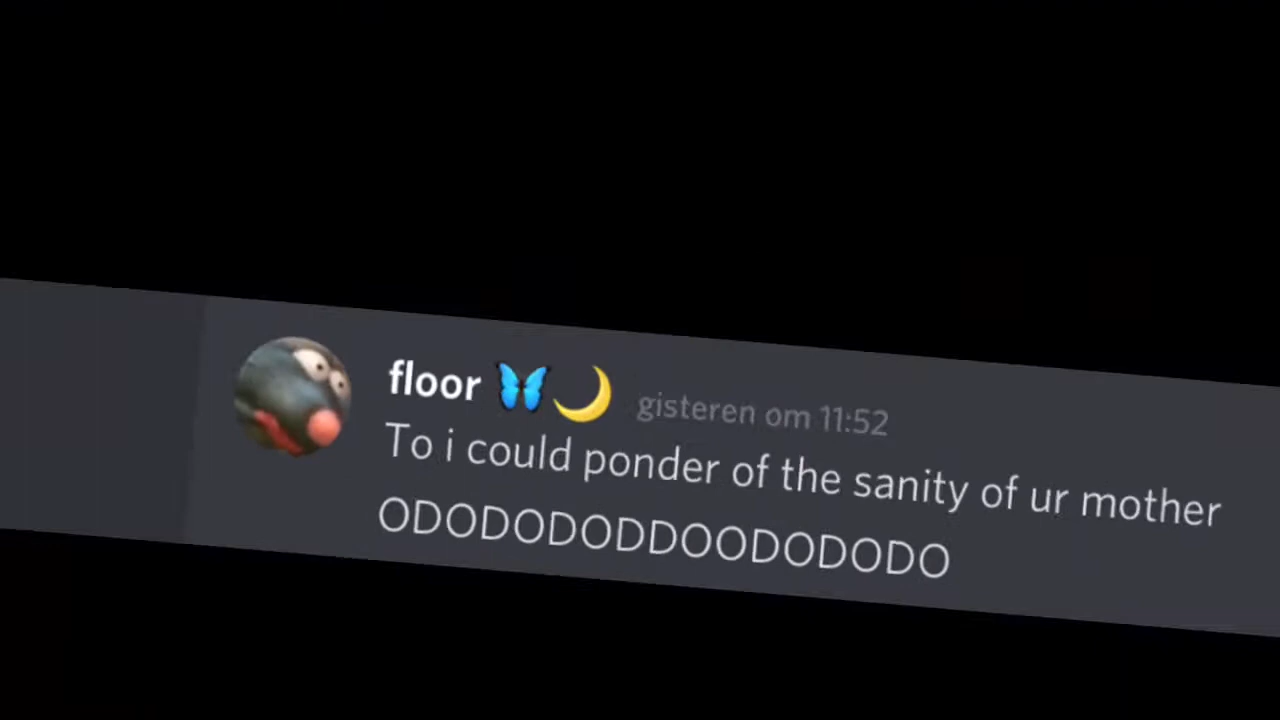 floor 🦋🌙 gisteren om 11:52
To i could ponder of the sanity of ur mother
ODODODODDOODODODO